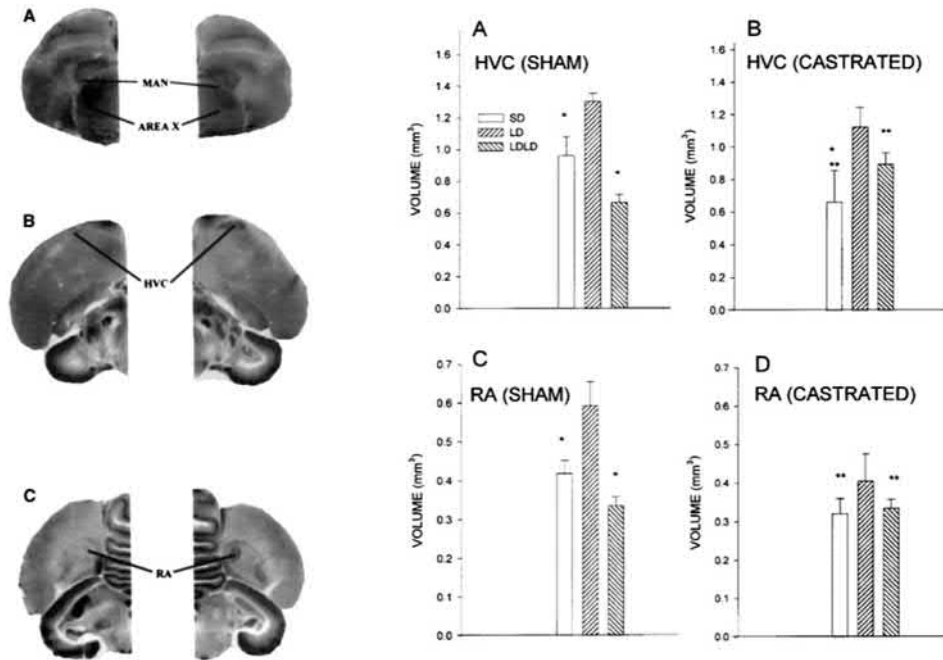 A
MAN
AREA X
B
HVC
C
RA
A
HVC (SHAM)
VOLUME (mm³)
1.6
1.4
1.2
1.0
0.8
0.6
0.4
0.2
0.0
SD
LD
LDLD
*
*
B
HVC (CASTRATED)
VOLUME (mm³)
1.6
1.4
1.2
1.0
0.8
0.6
0.4
0.2
0.0
*
**
**
C
RA (SHAM)
VOLUME (mm³)
0.7
0.6
0.5
0.4
0.3
0.2
0.1
0.0
*
*
D
RA (CASTRATED)
VOLUME (mm³)
0.7
0.6
0.5
0.4
0.3
0.2
0.1
0.0
**
**